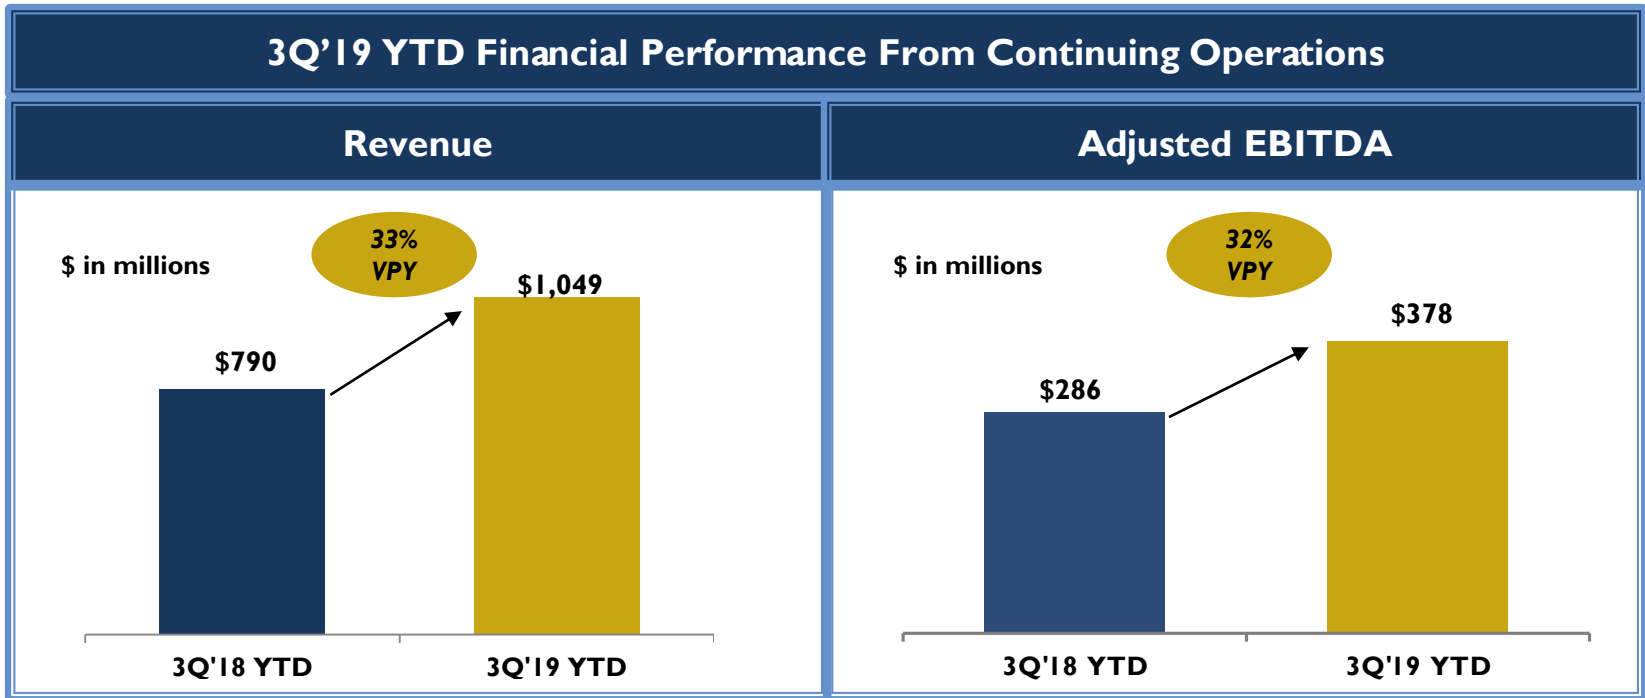 3Q’19 YTD Financial Performance From Continuing Operations
Revenue
$ in millions
33%
VPY
$790
$1,049
3Q'18 YTD
3Q'19 YTD
Adjusted EBITDA
$ in millions
32%
VPY
$286
$378
3Q'18 YTD
3Q'19 YTD